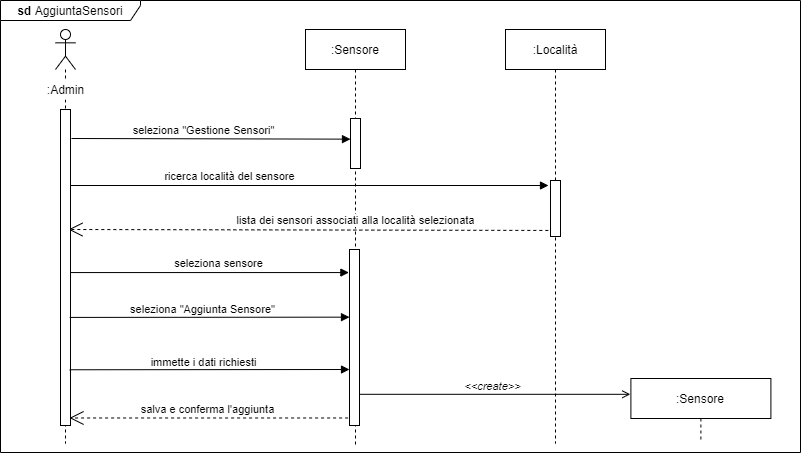 sd AggiuntaSensori
:Admin
:Sensore
:Località
seleziona "Gestione Sensori"
ricerca località del sensore
lista dei sensori associati alla località selezionata
seleziona sensore
seleziona "Aggiunta Sensore"
immette i dati richiesti
<<create>>
:Sensore
salva e conferma l'aggiunta